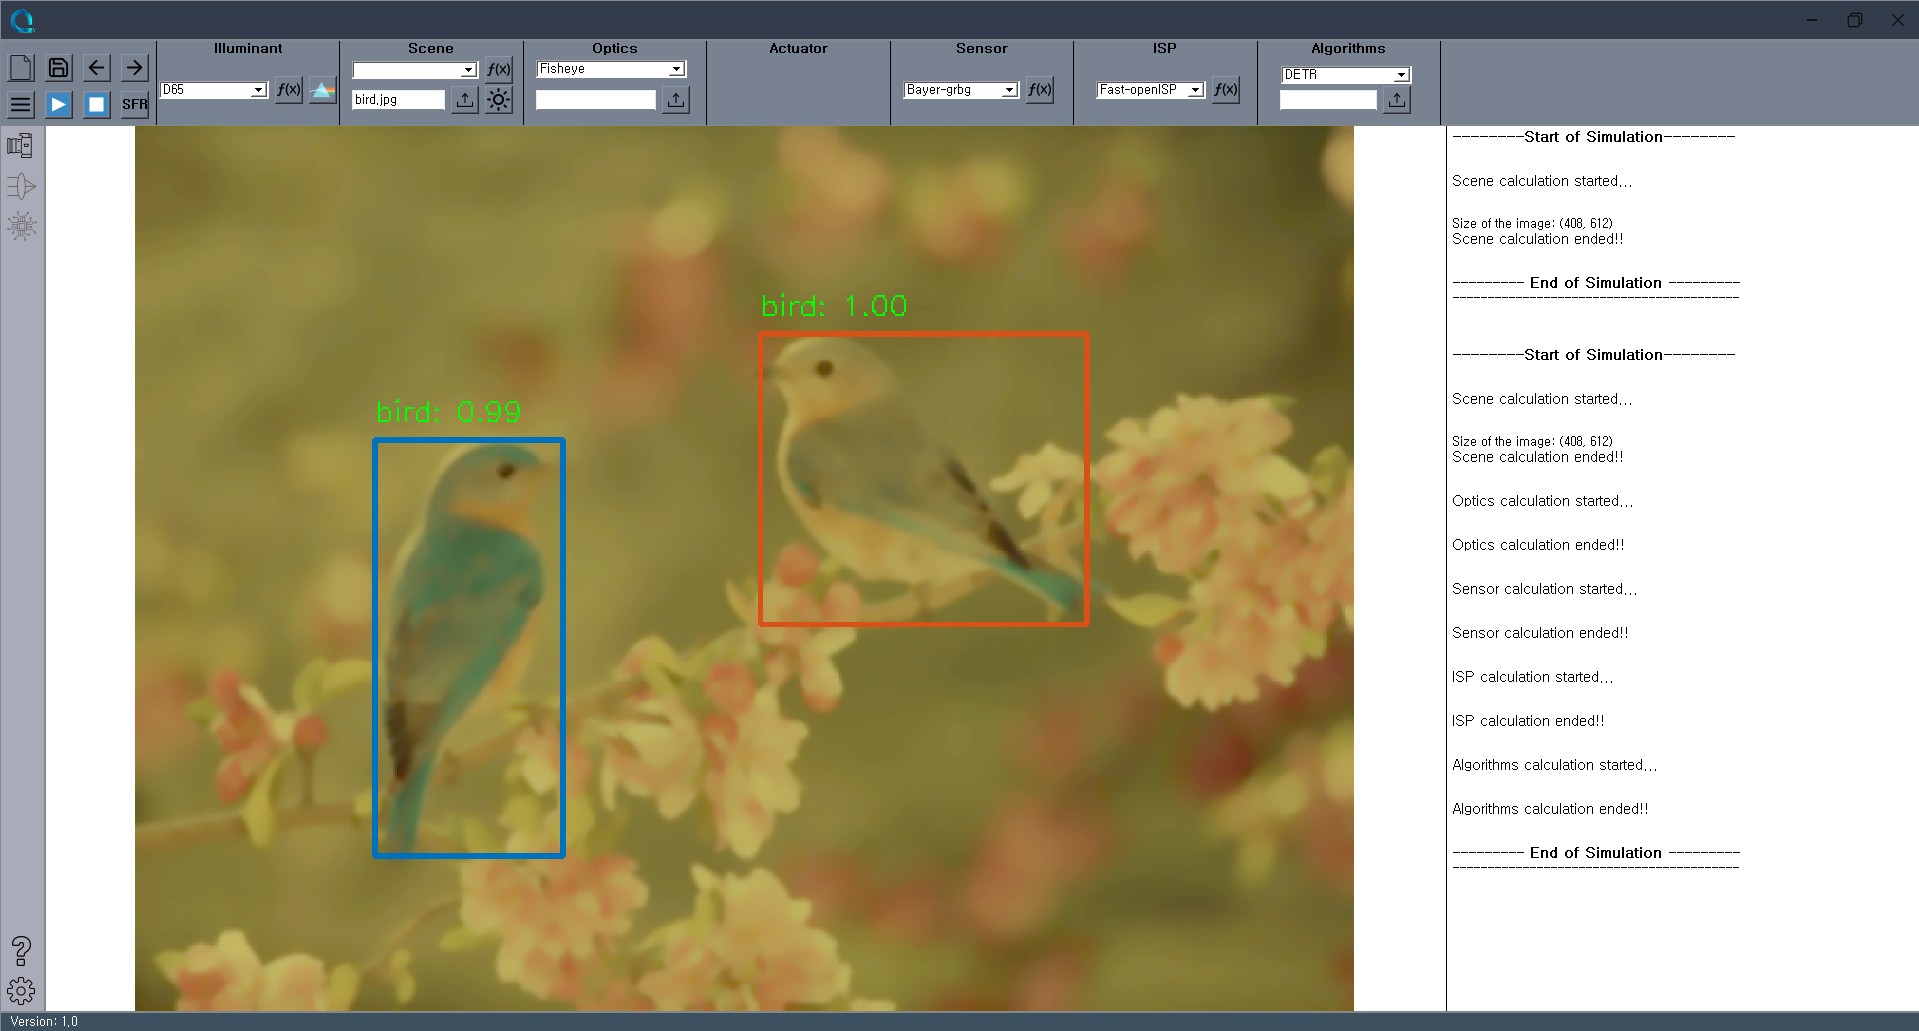 Illuminant
Scene
Optics
Actuator
Sensor
ISP
Algorithms
D65
f(x)
f(x)
bird.jpg
Fisheye
Bayer-grbg
f(x)
Fast-openISP
f(x)
DETR
SFR
bird: 1.00
bird: 0.99
--------Start of Simulation--------
Scene calculation started...
Size of the image: (408, 612)
Scene calculation ended!!
--------- End of Simulation ---------
--------Start of Simulation--------
Scene calculation started...
Size of the image: (408, 612)
Scene calculation ended!!
Optics calculation started...
Optics calculation ended!!
Sensor calculation started...
Sensor calculation ended!!
ISP calculation started...
ISP calculation ended!!
Algorithms calculation started...
Algorithms calculation ended!!
--------- End of Simulation ---------
Version: 1.0